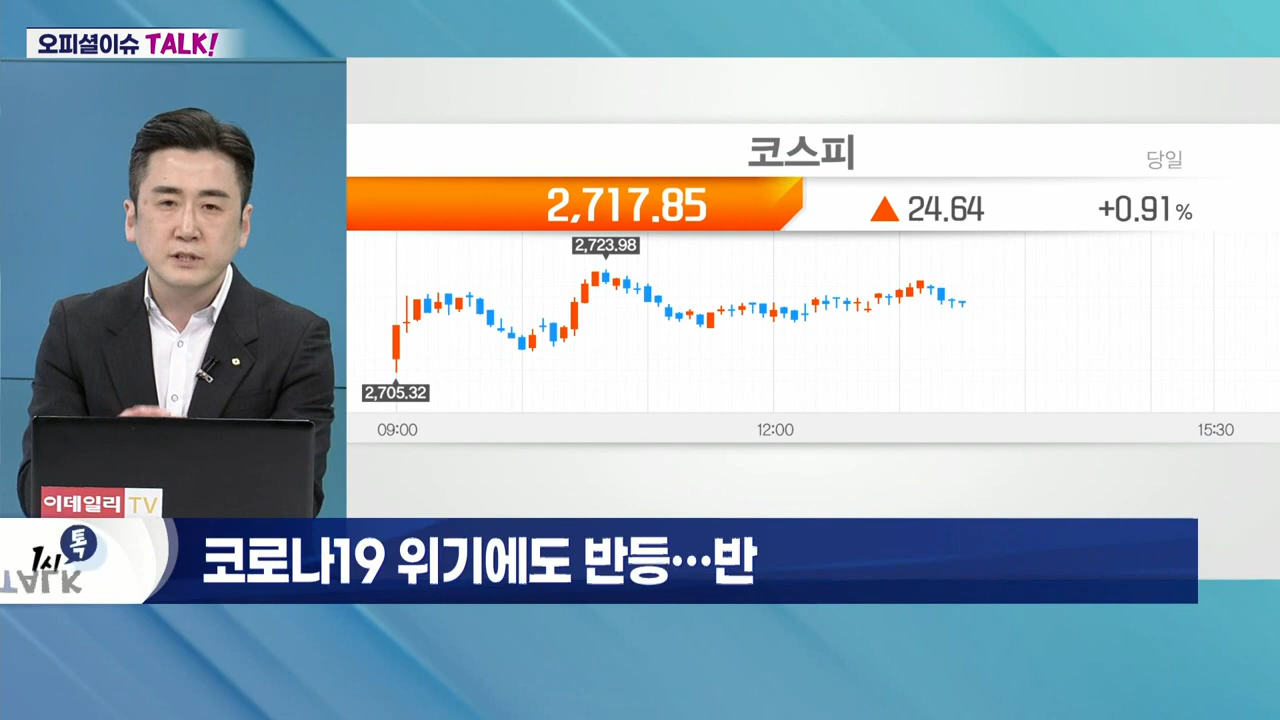 오피셜이슈 TALK!
코스피
당일
2,717.85 ▲ 24.64 +0.91%
2,723.98
2,705.32
09:00 12:00 15:30
이데일리 TV
1시 톡
TALK
코로나19 위기에도 반등…반